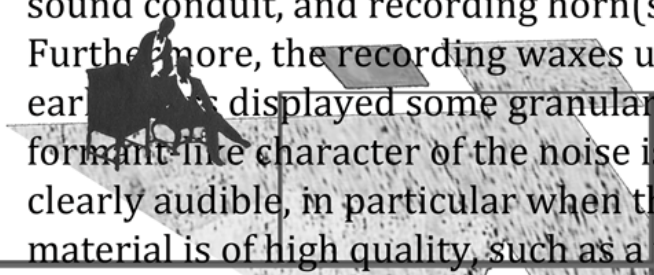 sound conduit, and recording horn(s
Furthermore, the recording waxes u
displayed some granular
formant-like character of the noise i
clearly audible, in particular when t
material is of high quality, such as a